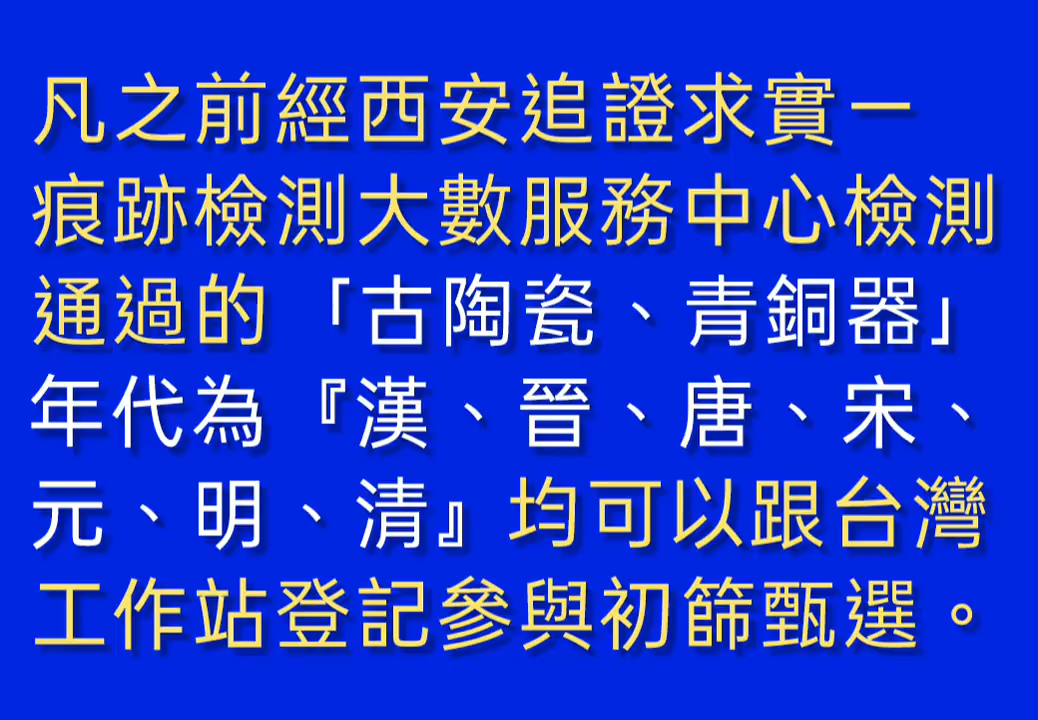 凡之前經西安追證求實一
痕跡檢測大數服務中心檢測
通過的「古陶瓷、青銅器」
年代為『漢、晉、唐、宋、
元、明、清』均可以跟台灣
工作站登記參與初篩甄選。